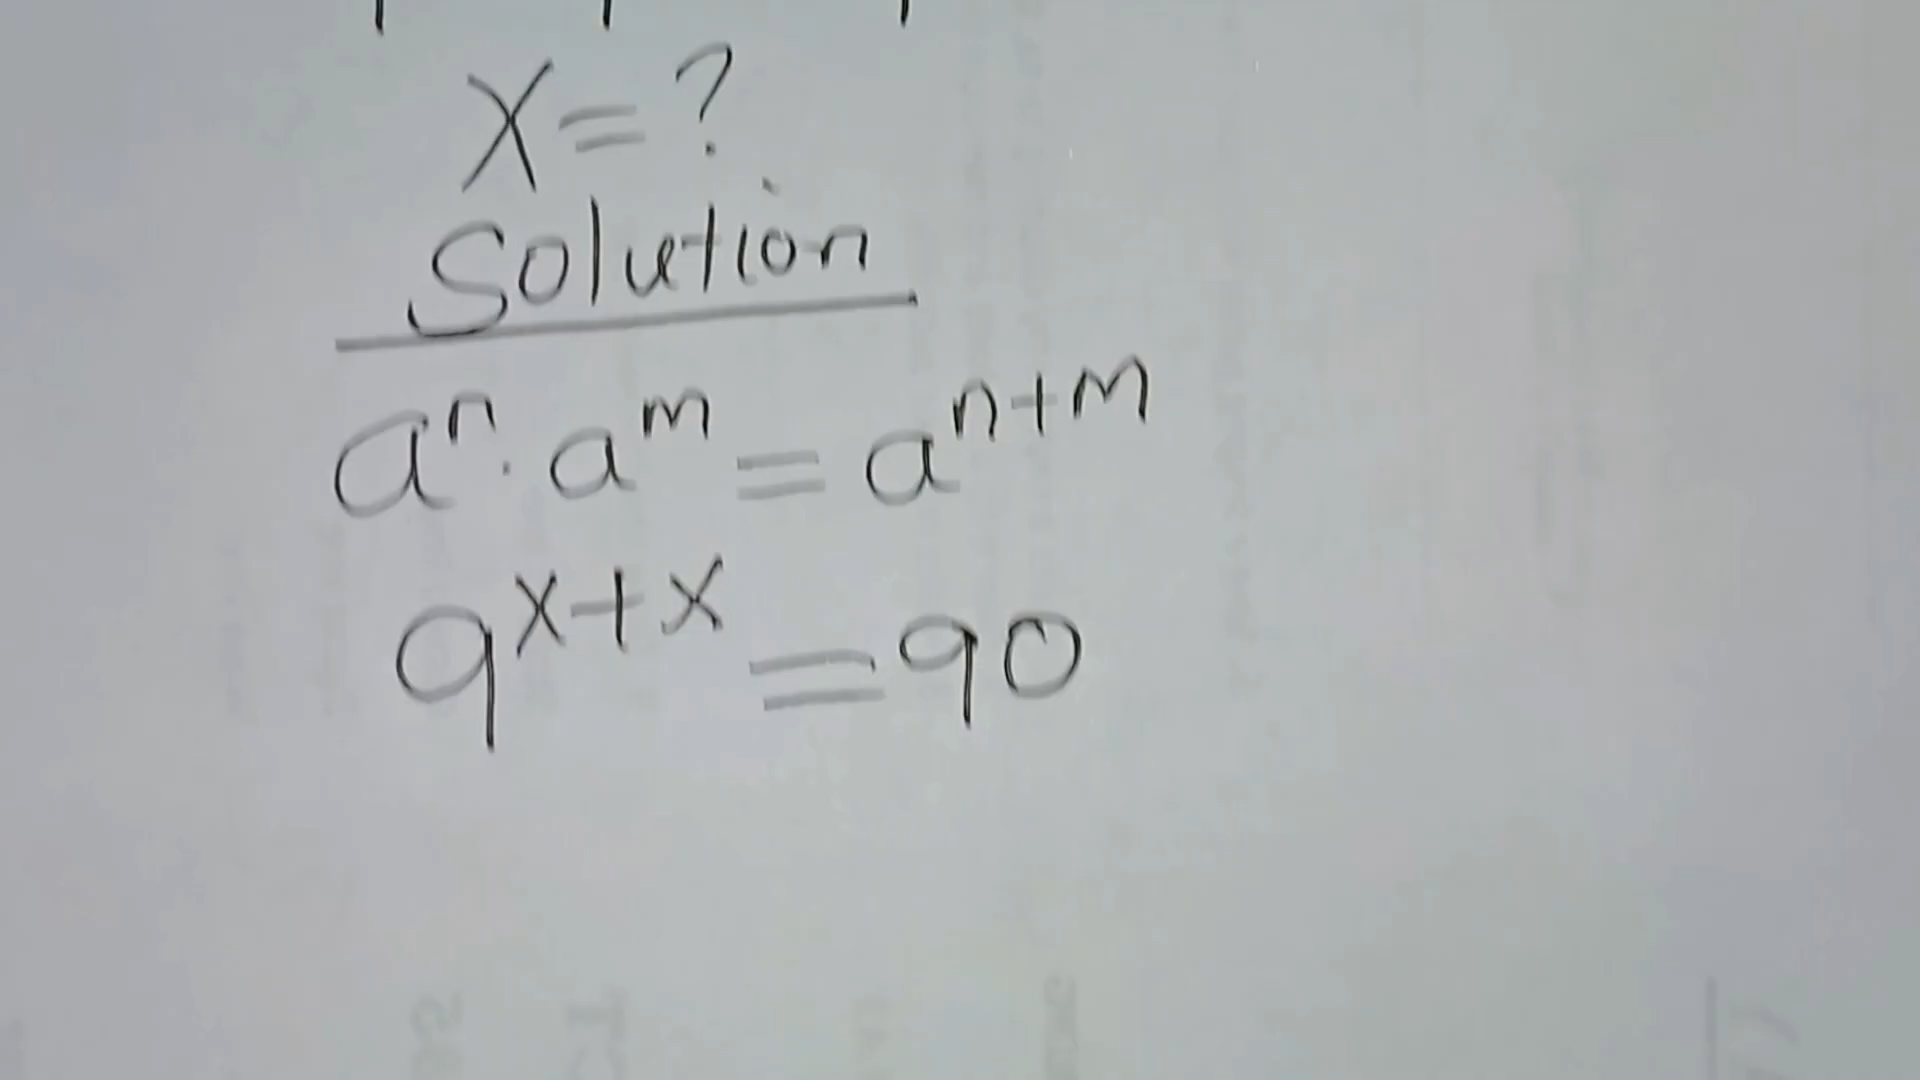 X=?
Solution
aⁿ · aᵐ = aⁿ⁺ᵐ
9ˣ⁺ˣ = 90